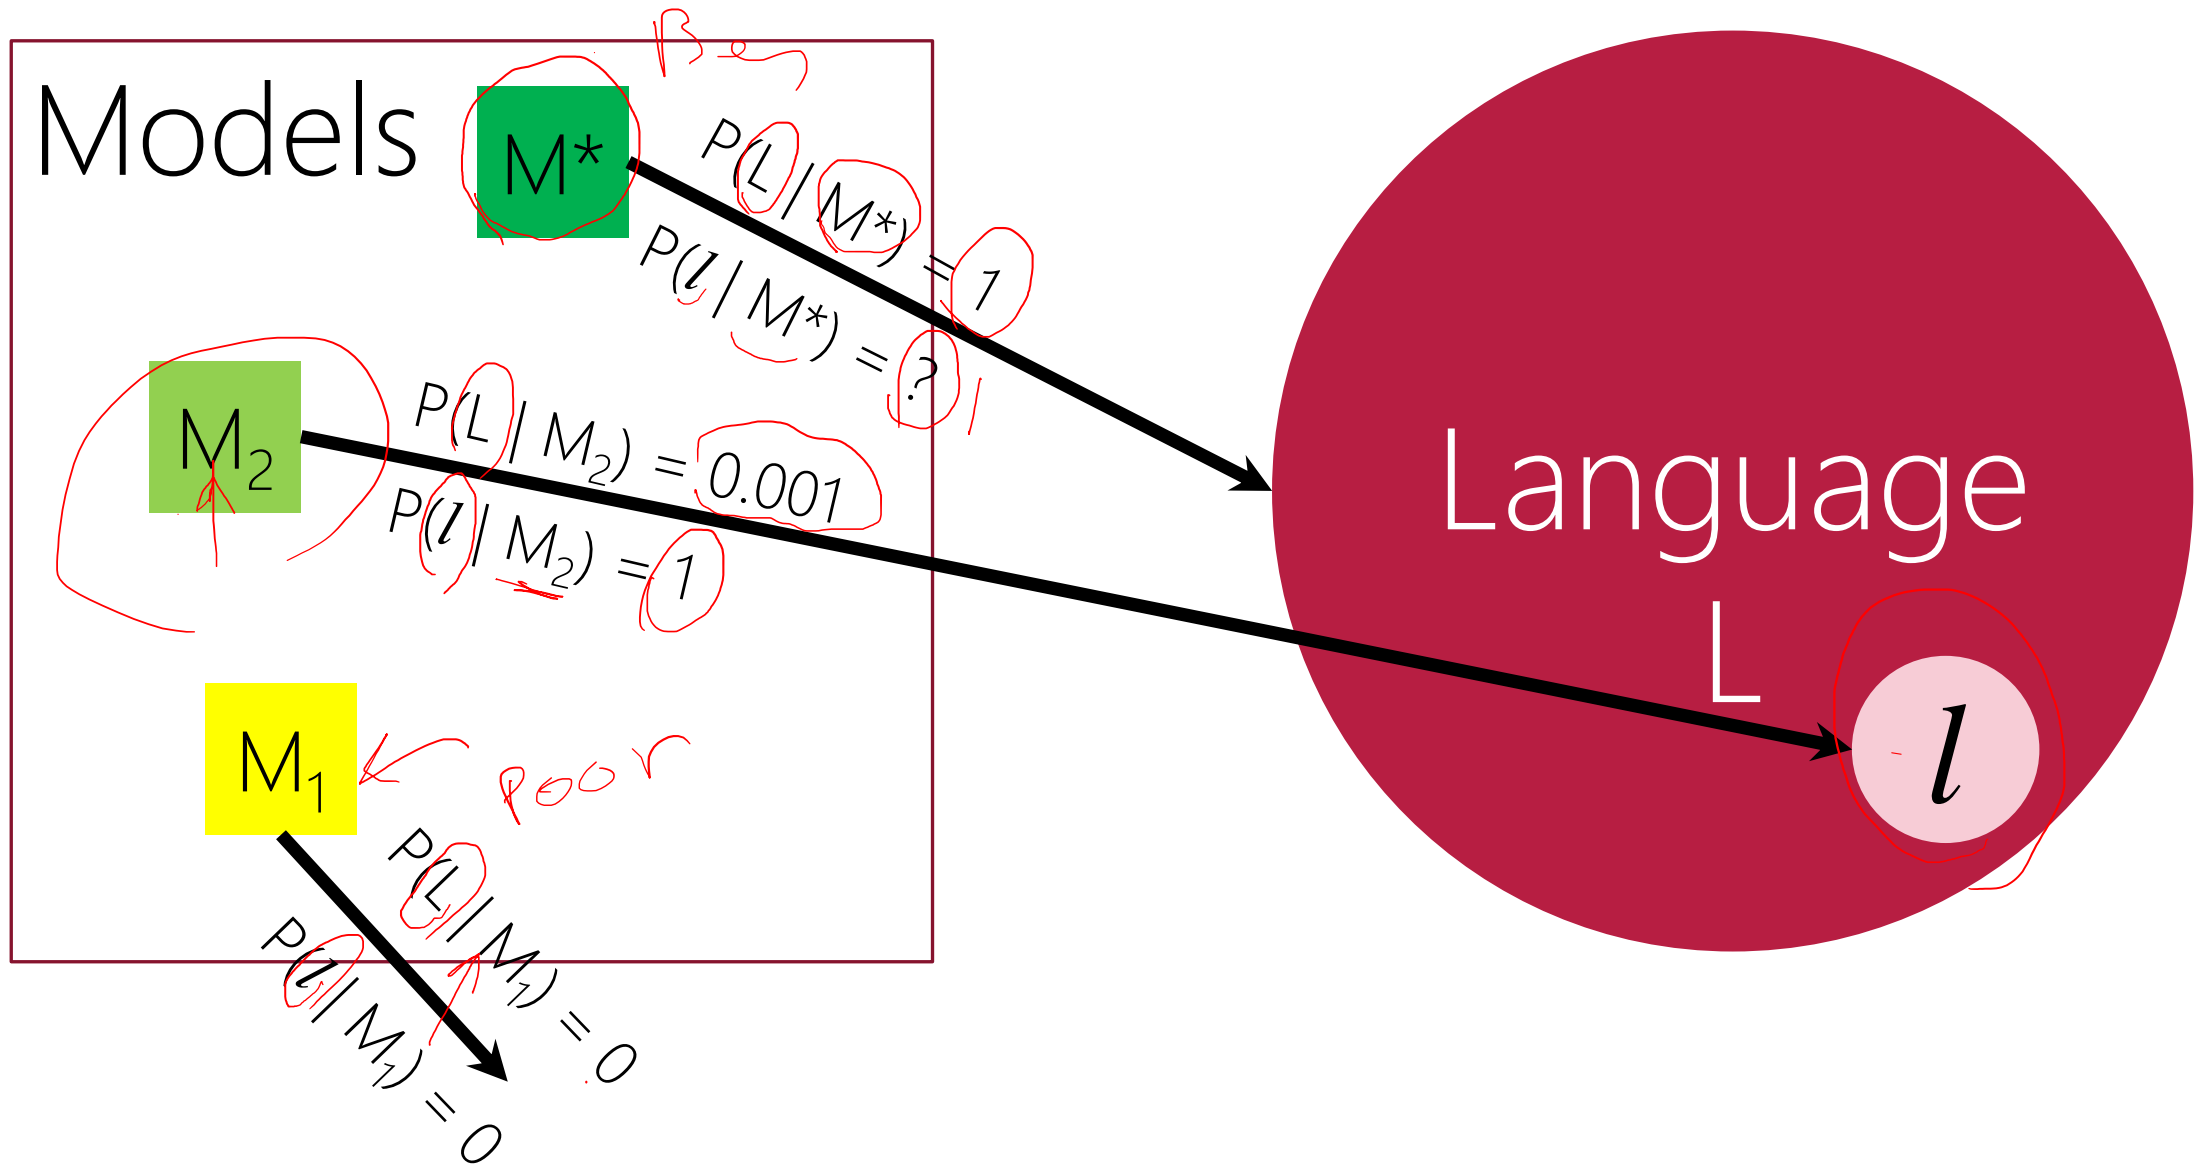 Models
M*
P(L | M*) = 1
P(l | M*) = ?
M2
P(L | M2) = 0.001
P(l | M2) = 1
M1
poor
P(L | M1) = 0
P(l | M1) = 0
Language
L
l